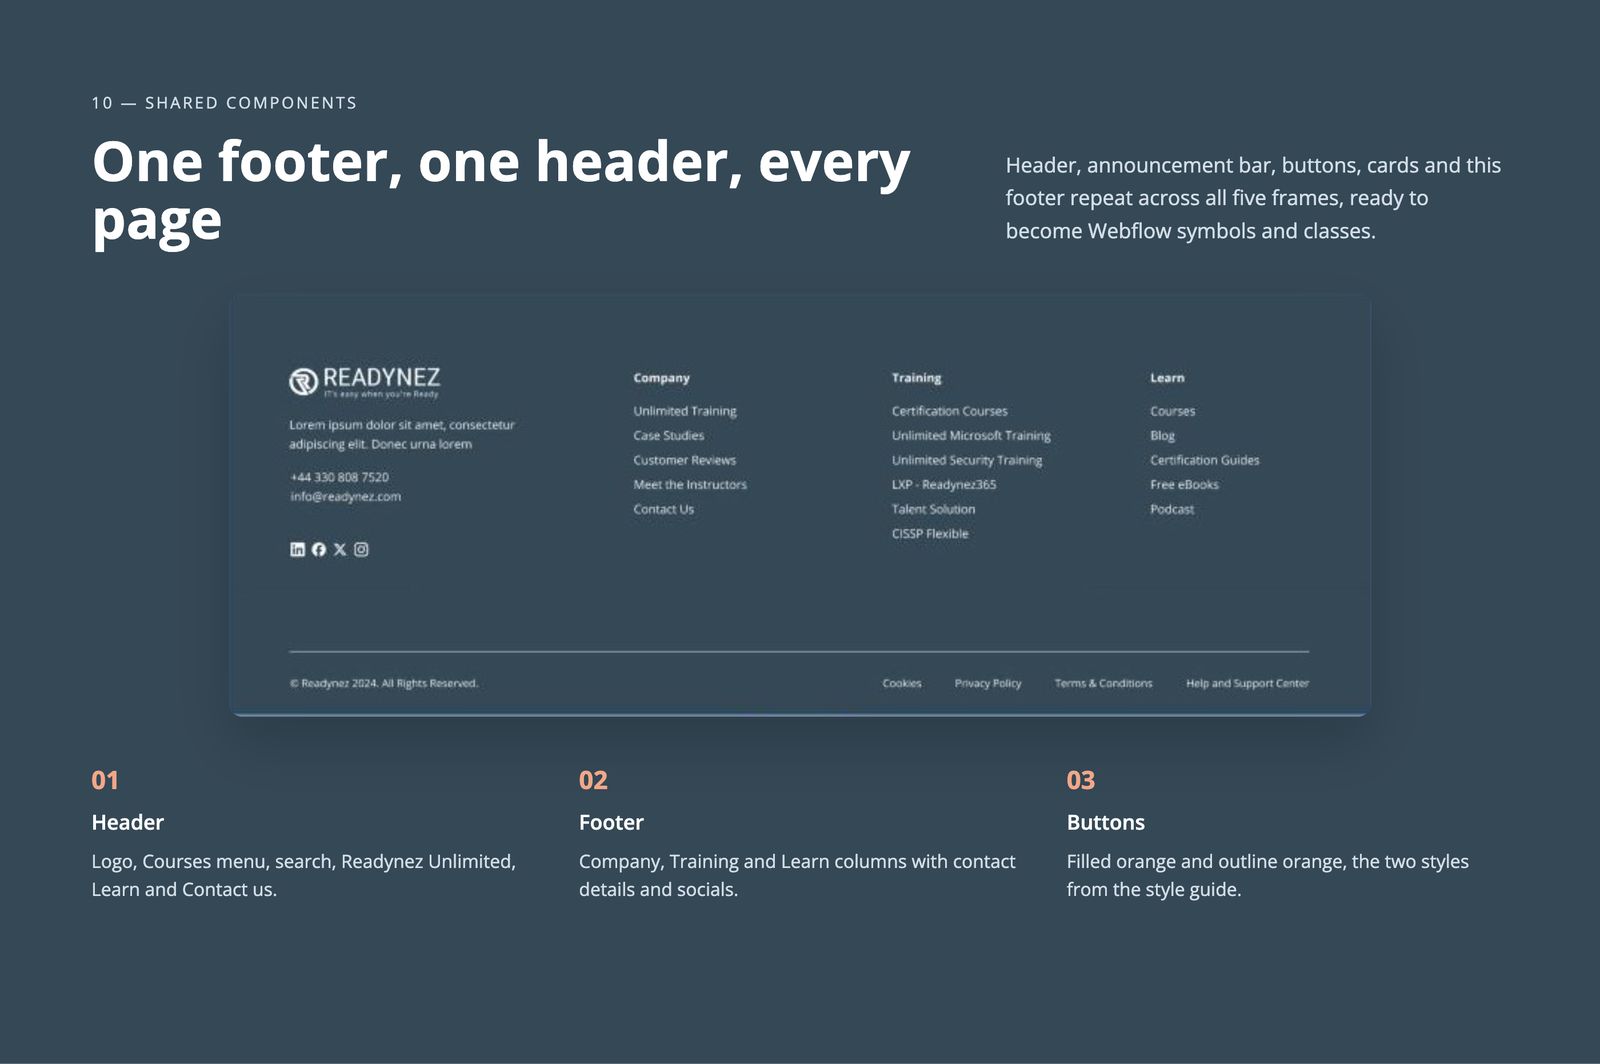 10 — SHARED COMPONENTS
One footer, one header, every
page
Header, announcement bar, buttons, cards and this
footer repeat across all five frames, ready to
become Webflow symbols and classes.
READYNEZ
IT's easy when you're Ready
Lorem ipsum dolor sit amet, consectetur
adipiscing elit. Donec urna lorem
+44 330 808 7520
info@readynez.com
Company
Unlimited Training
Case Studies
Customer Reviews
Meet the Instructors
Contact Us
Training
Certification Courses
Unlimited Microsoft Training
Unlimited Security Training
LXP - Readynez365
Talent Solution
CISSP Flexible
Learn
Courses
Blog
Certification Guides
Free eBooks
Podcast
© Readynez 2024. All Rights Reserved.
Cookies
Privacy Policy
Terms & Conditions
Help and Support Center
01
Header
Logo, Courses menu, search, Readynez Unlimited,
Learn and Contact us.
02
Footer
Company, Training and Learn columns with contact
details and socials.
03
Buttons
Filled orange and outline orange, the two styles
from the style guide.